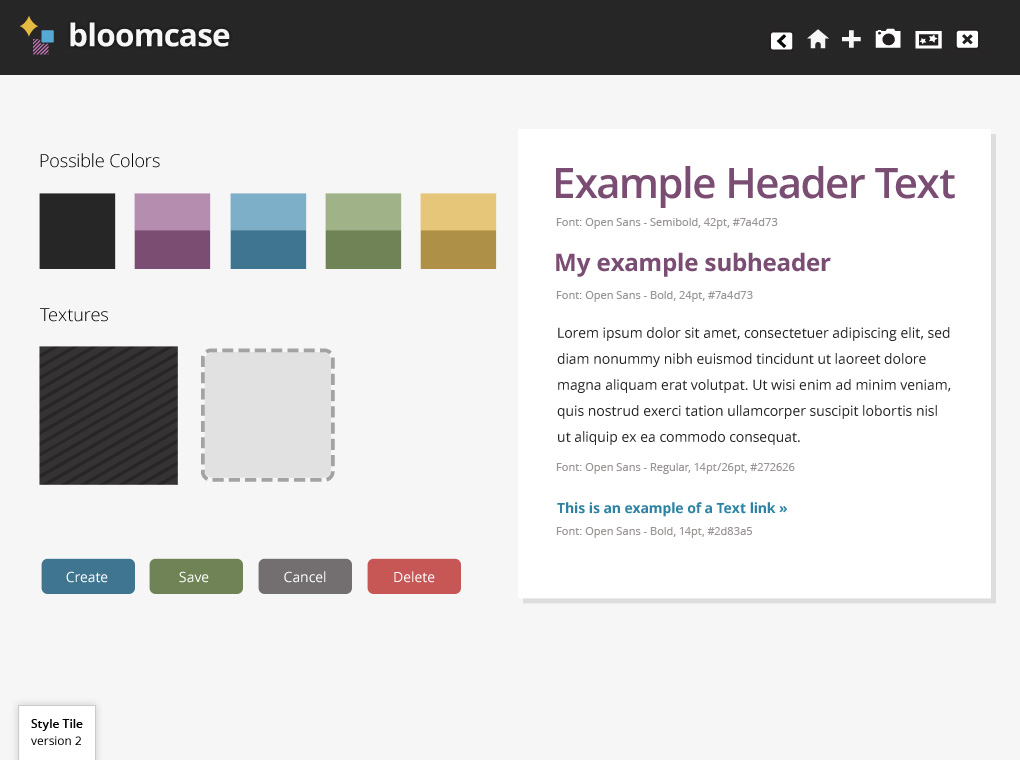 bloomcase
Possible Colors
Textures
Create
Save
Cancel
Delete
Example Header Text
Font: Open Sans - Semibold, 42pt, #7a4d73
My example subheader
Font: Open Sans - Bold, 24pt, #7a4d73
Lorem ipsum dolor sit amet, consectetuer adipiscing elit, sed
diam nonummy nibh euismod tincidunt ut laoreet dolore
magna aliquam erat volutpat. Ut wisi enim ad minim veniam,
quis nostrud exerci tation ullamcorper suscipit lobortis nisl
ut aliquip ex ea commodo consequat.
Font: Open Sans - Regular, 14pt/26pt, #272626
This is an example of a Text link »
Font: Open Sans - Bold, 14pt, #2d83a5
Style Tile
version 2